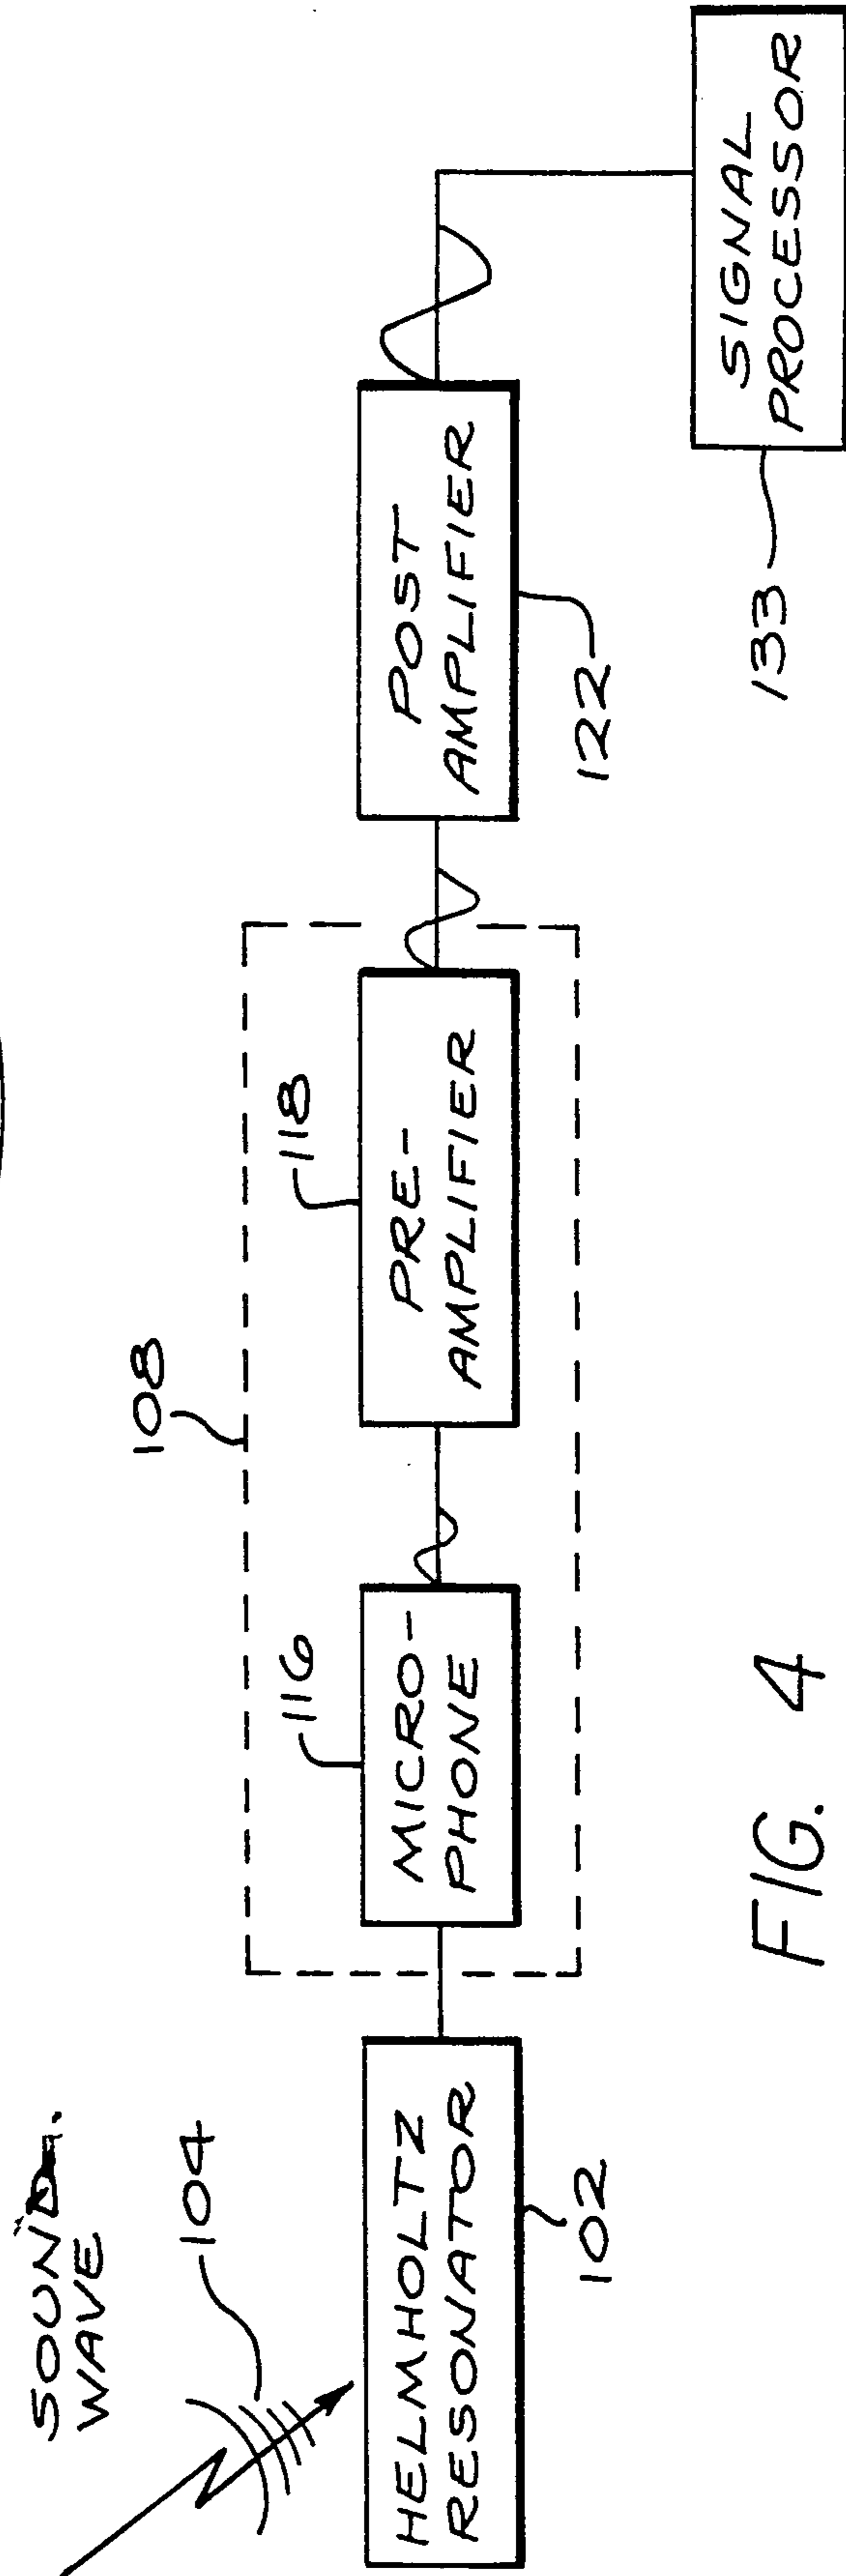 SOUND
WAVE
104
HELMHOLTZ
RESONATOR
102
108
116
MICRO-
PHONE
118
PRE-
AMPLIFIER
POST
AMPLIFIER
122
SIGNAL
PROCESSOR
133
FIG. 4